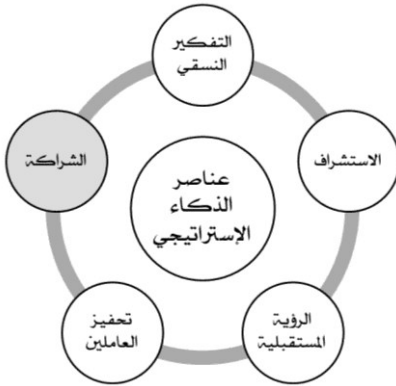 التفكير
النسقي
الاستشراف
الشراكة
عناصر
الذكاء
الإستراتيجي
الرؤية
المستقبلية
تحفيز
العاملين